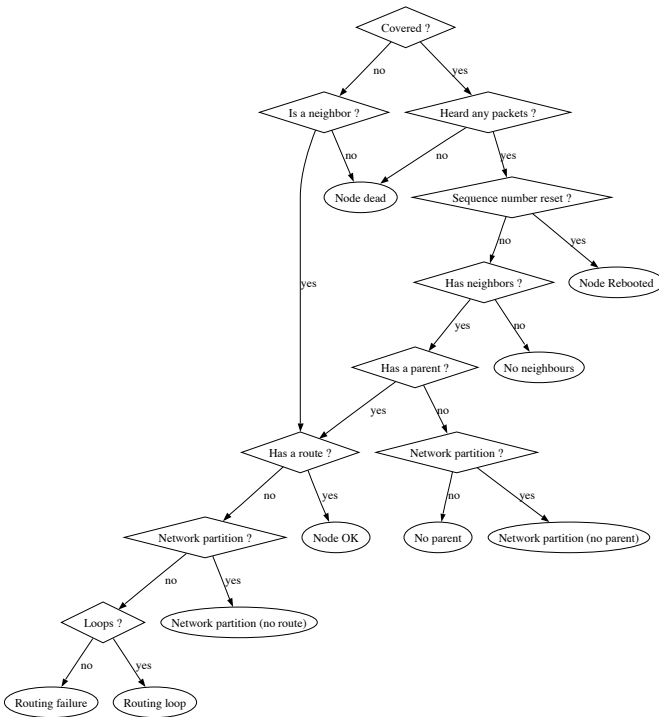 Covered ?
no
yes
Is a neighbor ?
Heard any packets ?
no
no
yes
Node dead
Sequence number reset ?
no
yes
yes
Has neighbors ?
Node Rebooted
yes
no
Has a parent ?
No neighbours
yes
no
Has a route ?
Network partition ?
no
yes
no
yes
Network partition ?
Node OK
No parent
Network partition (no parent)
no
yes
Loops ?
Network partition (no route)
no
yes
Routing failure
Routing loop